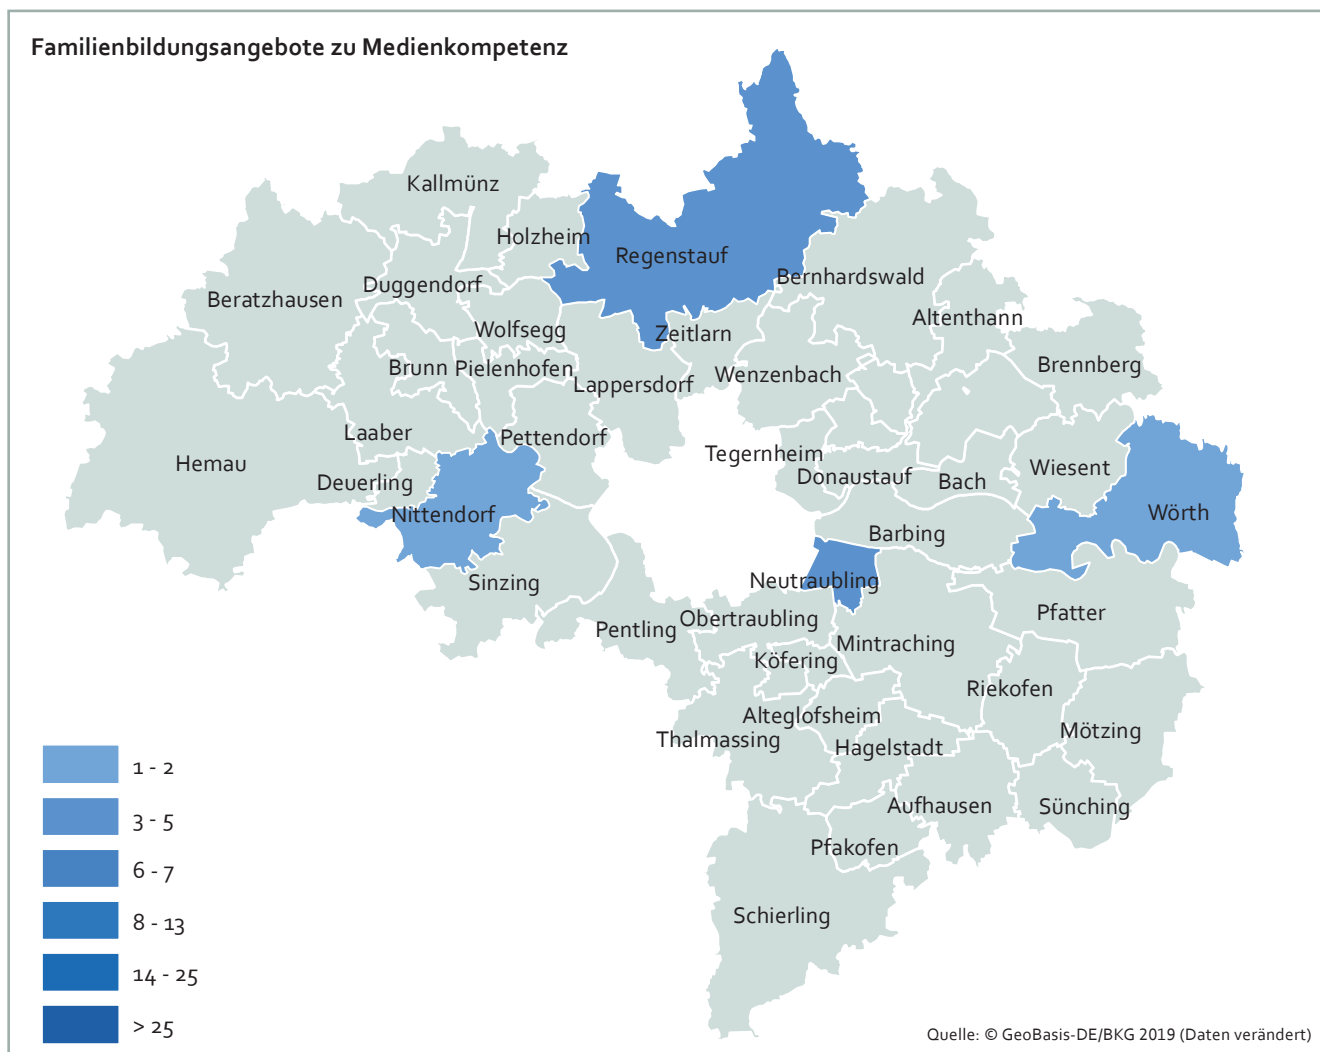 Familienbildungsangebote zu Medienkompetenz
Kallmünz
Holzheim
Regenstauf
Bernhardswald
Duggendorf
Beratzhausen
Altenthann
Wolfsegg
Zeitlarn
Brunn
Pielenhofen
Brennberg
Wenzenbach
Lappersdorf
Laaber
Pettendorf
Tegernheim
Hemau
Wiesent
Donaustauf
Bach
Deuerling
Nittendorf
Wörth
Barbing
Neutraubling
Sinzing
Pfatter
Obertraubling
Pentling
Mintraching
Köfering
Riekofen
Alteglofsheim
Mötzing
Thalmassing
Hagelstadt
Aufhausen
Sünching
Pfakofen
Schierling
1 - 2
3 - 5
6 - 7
8 - 13
14 - 25
> 25
Quelle: © GeoBasis-DE/BKG 2019 (Daten verändert)